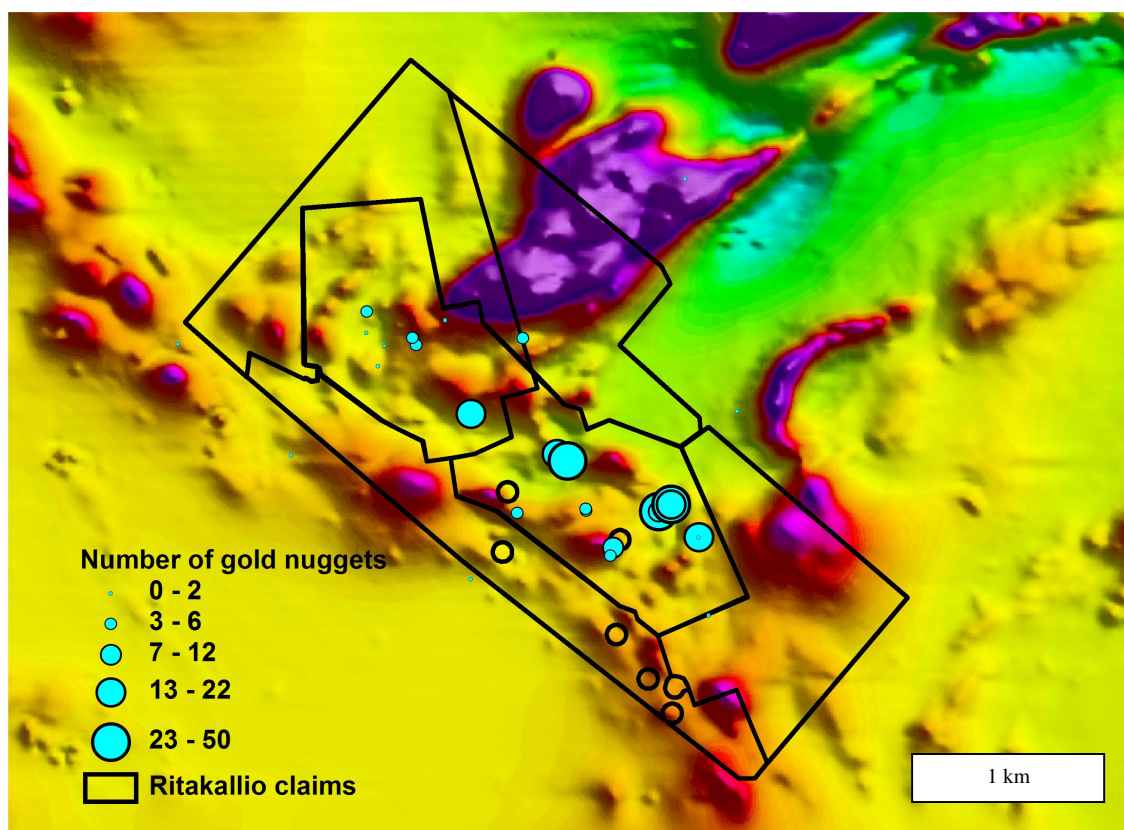 Number of gold nuggets
0 - 2
3 - 6
7 - 12
13 - 22
23 - 50
Ritakallio claims
1 km